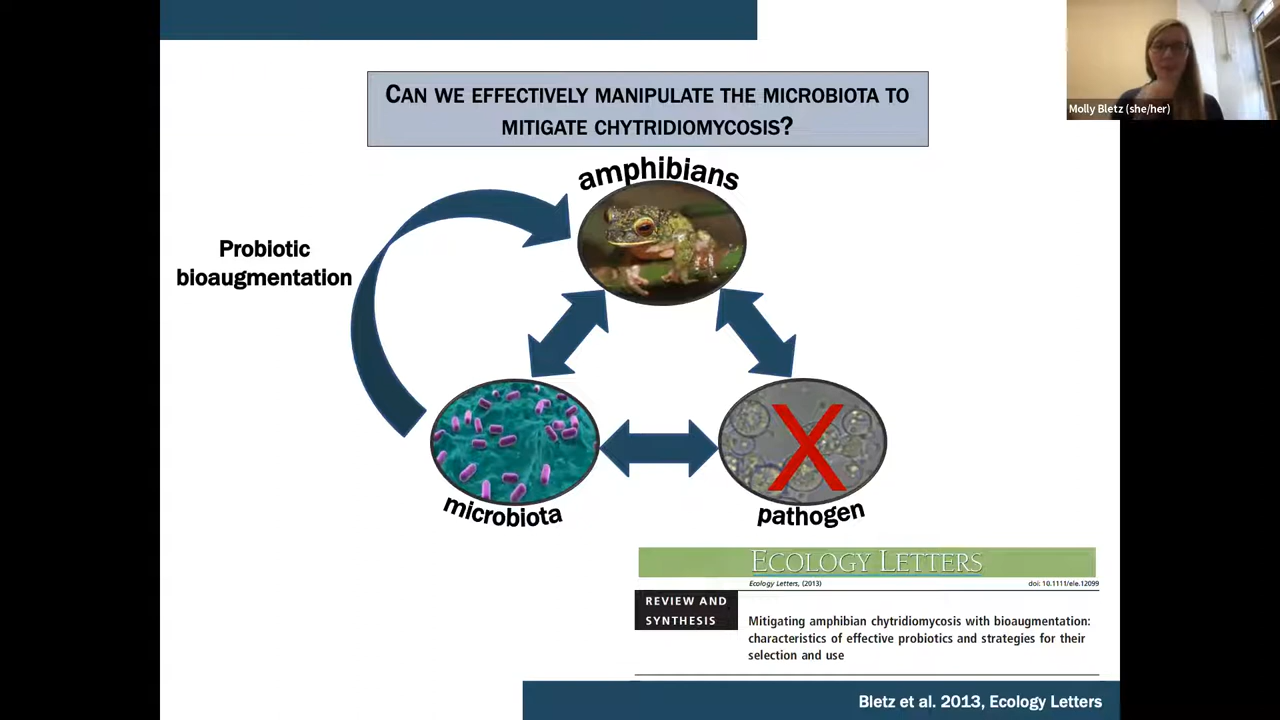 CAN WE EFFECTIVELY MANIPULATE THE MICROBIOTA TO
MITIGATE CHYTRIDIOMYCOSIS?
Molly Bletz (she/her)
amphibians
Probiotic
bioaugmentation
microbiota
pathogen
ECOLOGY LETTERS
Ecology Letters, (2013)
doi: 10.1111/ele.12099
REVIEW AND
SYNTHESIS
Mitigating amphibian chytridiomycosis with bioaugmentation:
characteristics of effective probiotics and strategies for their
selection and use
Bletz et al. 2013, Ecology Letters